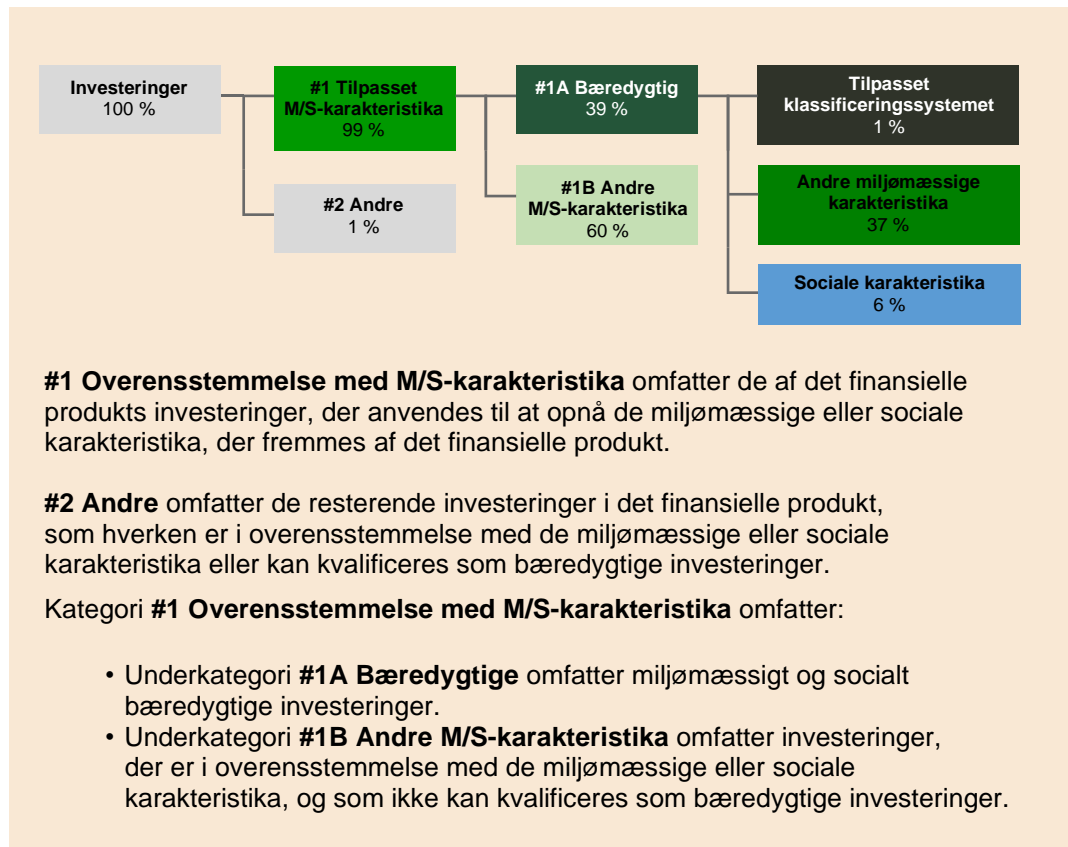 Investeringer
100 %
#1 Tilpasset
M/S-karakteristika
99 %
#2 Andre
1 %
#1A Bæredygtig
39 %
#1B Andre
M/S-karakteristika
60 %
Tilpasset
klassificeringssystemet
1 %
Andre miljømæssige
karakteristika
37 %
Sociale karakteristika
6 %
#1 Overensstemmelse med M/S-karakteristika omfatter de af det finansielle
produkts investeringer, der anvendes til at opnå de miljømæssige eller sociale
karakteristika, der fremmes af det finansielle produkt.
#2 Andre omfatter de resterende investeringer i det finansielle produkt,
som hverken er i overensstemmelse med de miljømæssige eller sociale
karakteristika eller kan kvalificeres som bæredygtige investeringer.
Kategori #1 Overensstemmelse med M/S-karakteristika omfatter:
• Underkategori #1A Bæredygtige omfatter miljømæssigt og socialt
bæredygtige investeringer.
• Underkategori #1B Andre M/S-karakteristika omfatter investeringer,
der er i overensstemmelse med de miljømæssige eller sociale
karakteristika, og som ikke kan kvalificeres som bæredygtige investeringer.